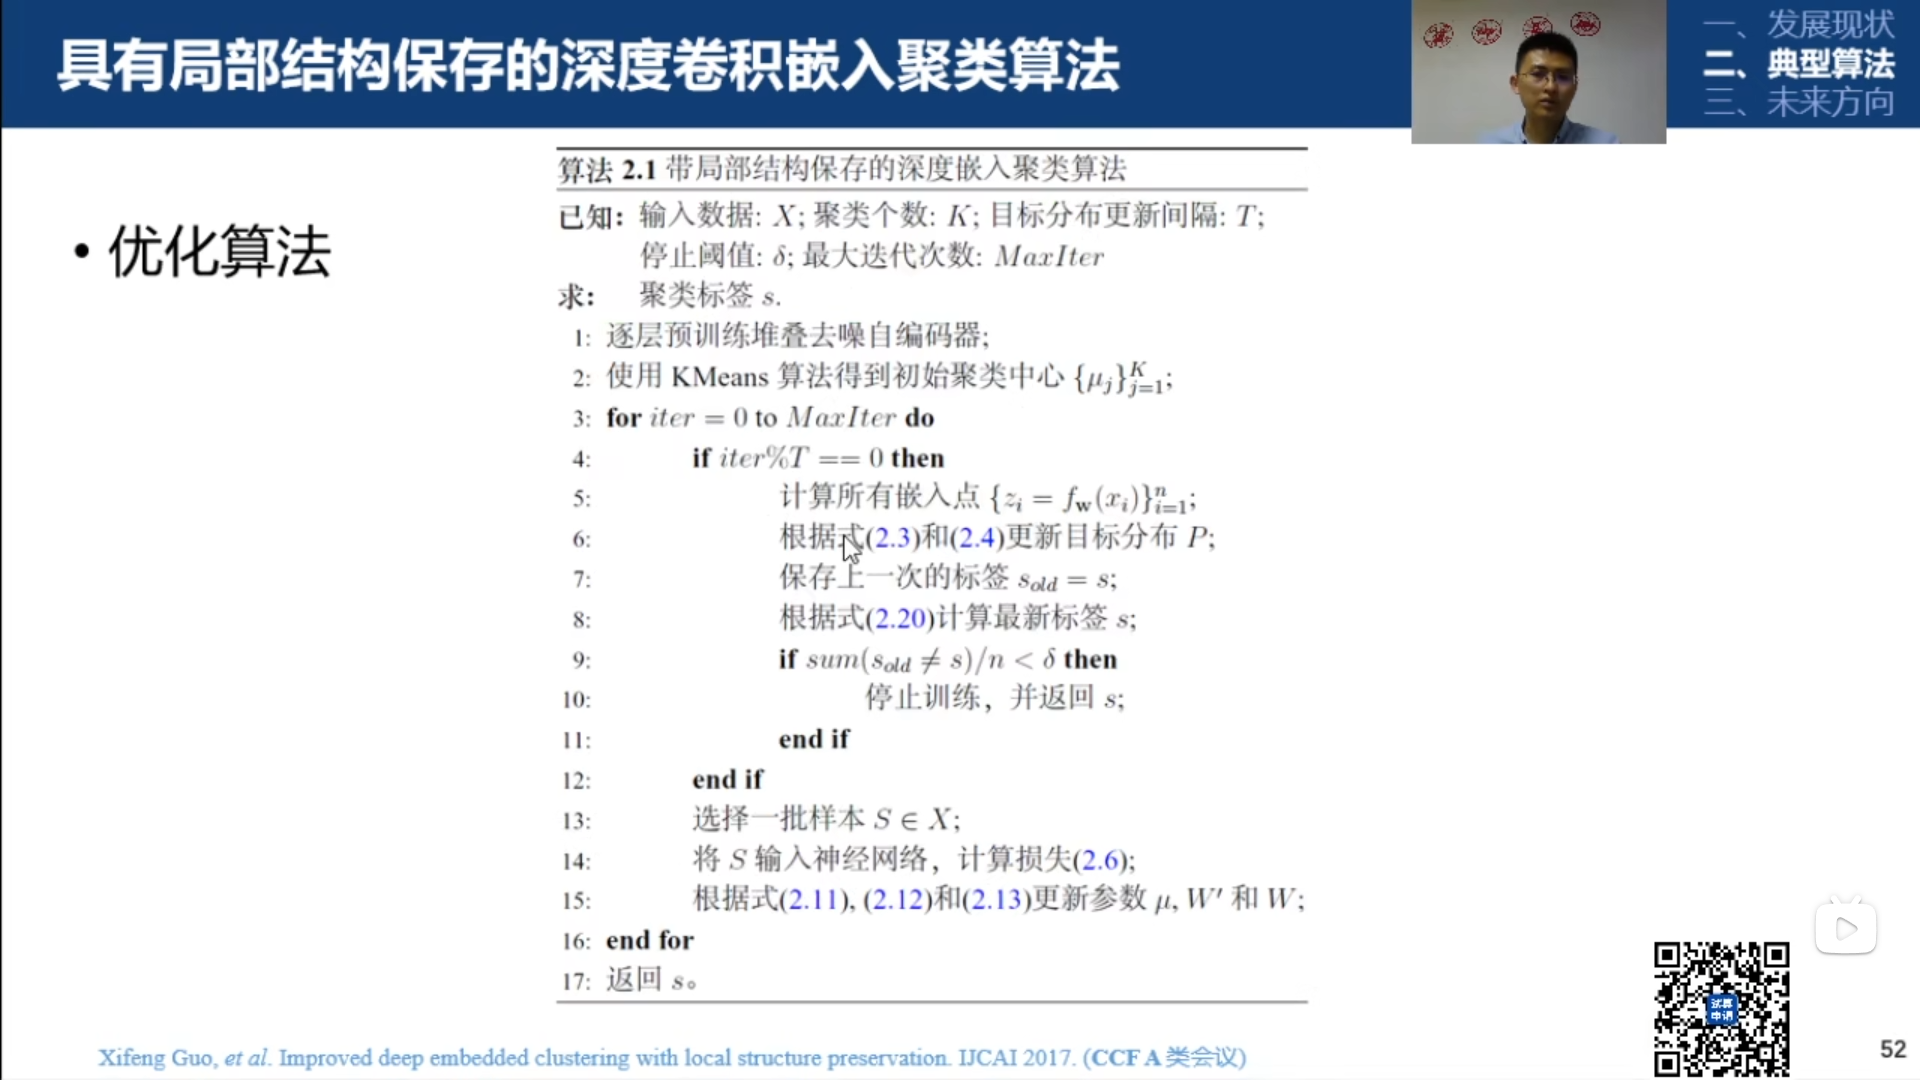 具有局部结构保存的深度卷积嵌入聚类算法
一、发展现状
二、典型算法
三、未来方向
• 优化算法
算法 2.1 带局部结构保存的深度嵌入聚类算法
已知: 输入数据: X; 聚类个数: K; 目标分布更新间隔: T;
停止阈值: δ; 最大迭代次数: MaxIter
求: 聚类标签 s.
1: 逐层预训练堆叠去噪自编码器;
2: 使用 KMeans 算法得到初始聚类中心 {μ_j}_{j=1}^K;
3: for iter = 0 to MaxIter do
4: if iter%T == 0 then
5: 计算所有嵌入点 {z_i = f_w(x_i)}_{i=1}^n;
6: 根据式(2.3)和(2.4)更新目标分布 P;
7: 保存上一次的标签 s_old = s;
8: 根据式(2.20)计算最新标签 s;
9: if sum(s_old ≠ s)/n < δ then
10: 停止训练，并返回 s;
11: end if
12: end if
13: 选择一批样本 S ∈ X;
14: 将 S 输入神经网络，计算损失(2.6);
15: 根据式(2.11), (2.12)和(2.13)更新参数 μ, W′ 和 W;
16: end for
17: 返回 s。
试算
申请
Xifeng Guo, et al. Improved deep embedded clustering with local structure preservation. IJCAI 2017. (CCF A 类会议)
52